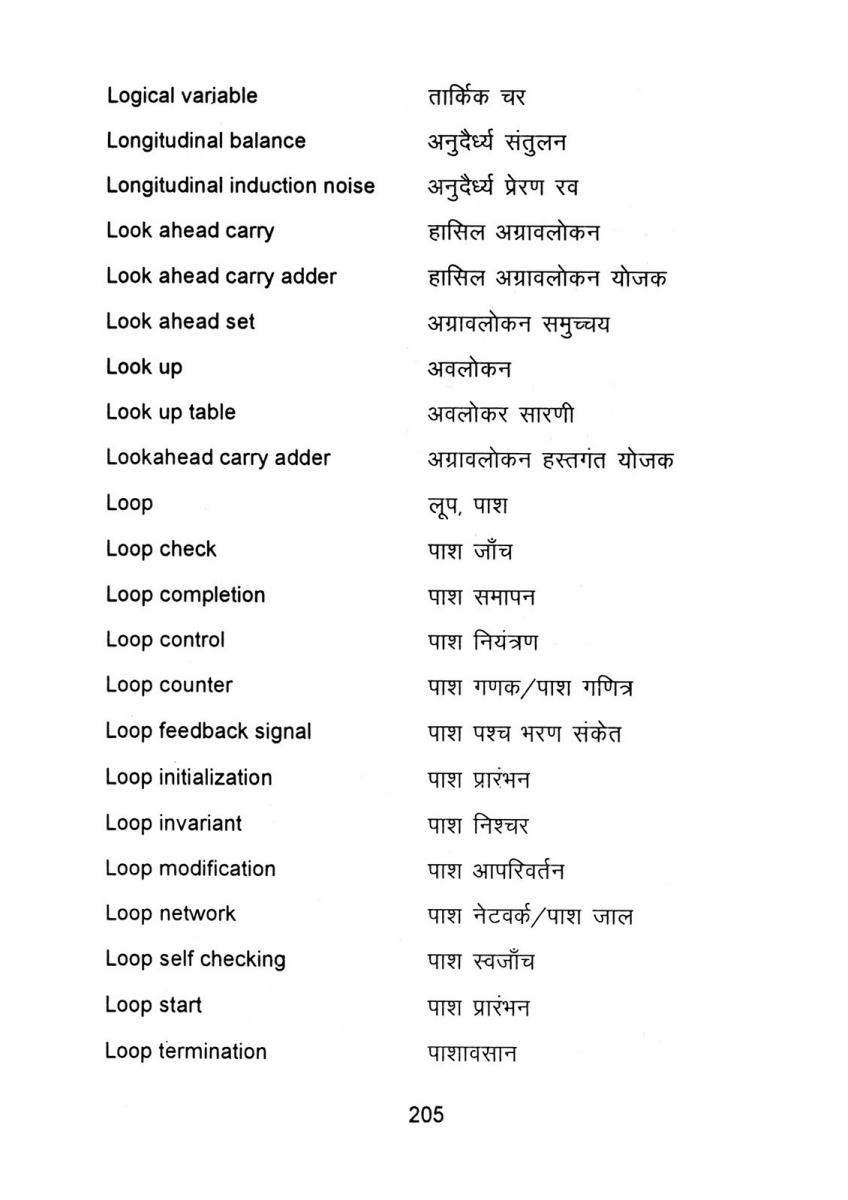 Logical variable तार्किक चर
Longitudinal balance अनुदैर्ध्य संतुलन
Longitudinal induction noise अनुदैर्ध्य प्रेरण रव
Look ahead carry हासिल अग्रावलोकन
Look ahead carry adder हासिल अग्रावलोकन योजक
Look ahead set अग्रावलोकन समुच्चय
Look up अवलोकन
Look up table अवलोकर सारणी
Lookahead carry adder अग्रावलोकन हस्तगंत योजक
Loop लूप, पाश
Loop check पाश जाँच
Loop completion पाश समापन
Loop control पाश नियंत्रण
Loop counter पाश गणक/पाश गणित्र
Loop feedback signal पाश पश्च भरण संकेत
Loop initialization पाश प्रारंभन
Loop invariant पाश निश्चर
Loop modification पाश आपरिवर्तन
Loop network पाश नेटवर्क/पाश जाल
Loop self checking पाश स्वजाँच
Loop start पाश प्रारंभन
Loop termination पाशावसान
205